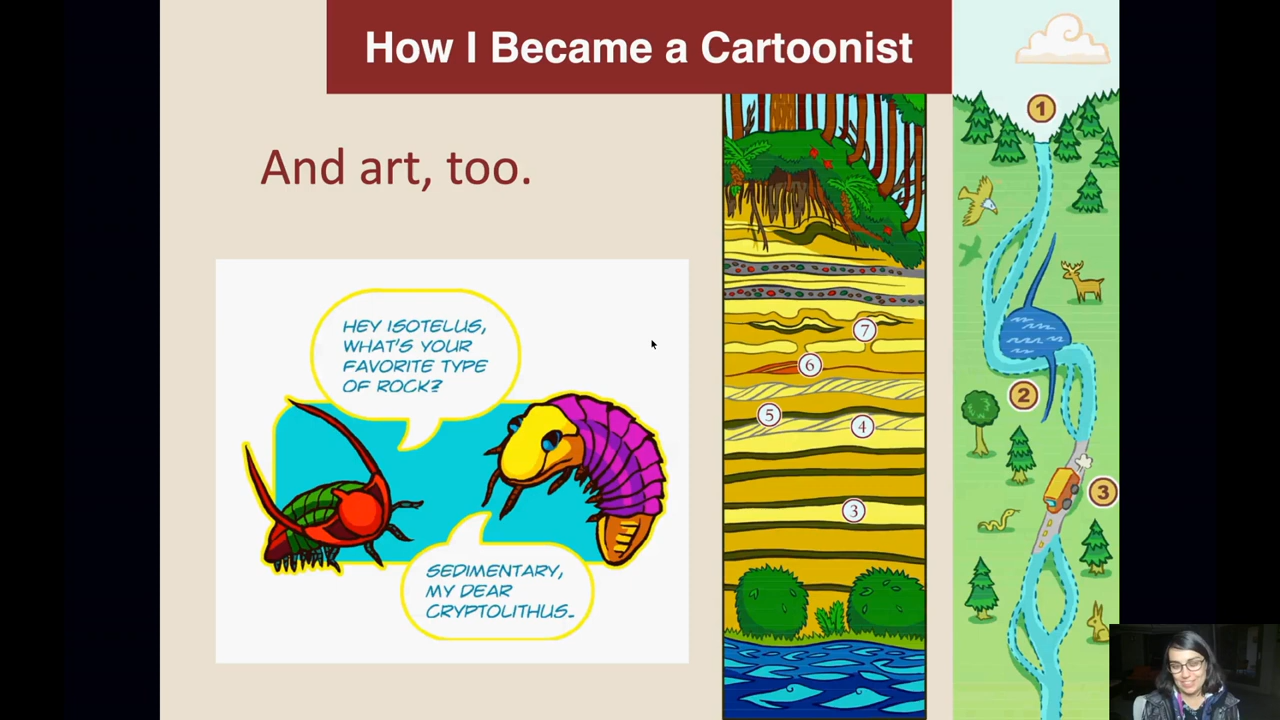 How I Became a Cartoonist
And art, too.
HEY ISOTELUS,
WHAT'S YOUR
FAVORITE TYPE
OF ROCK?
SEDIMENTARY,
MY DEAR
CRYPTOLITHUS.
7
6
5
4
3
1
2
3